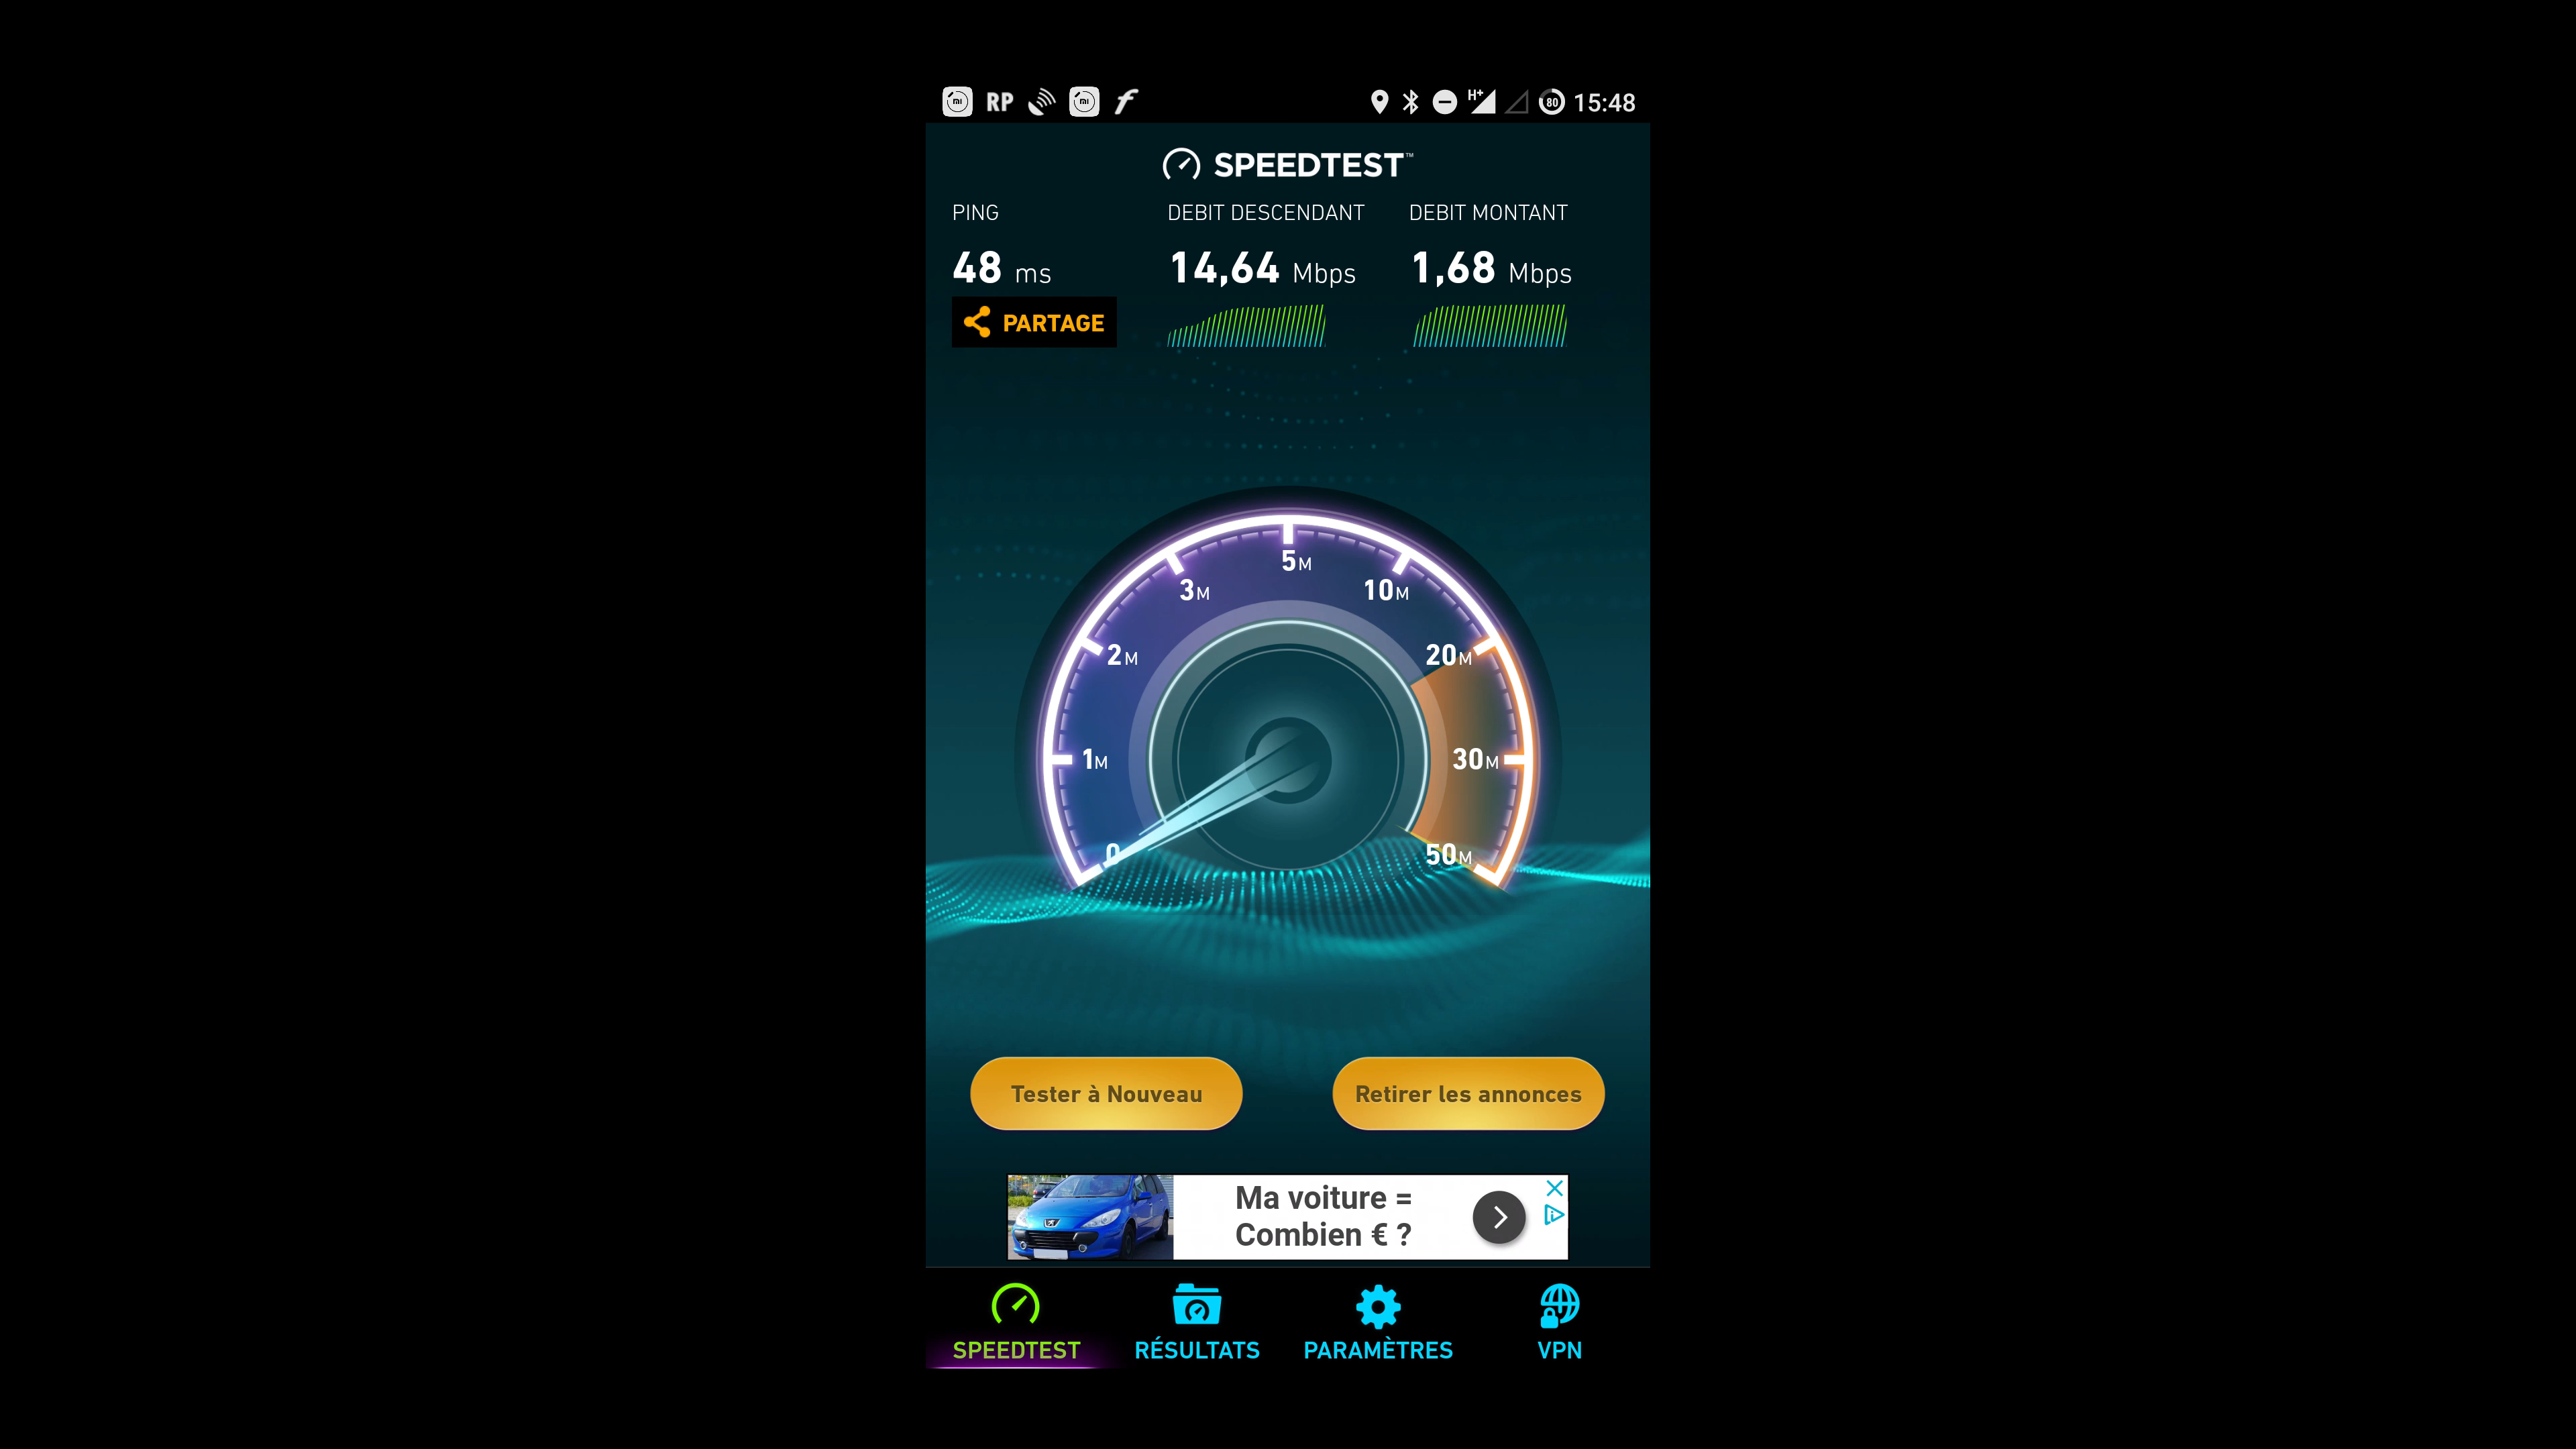 RP H+ 80 15:48
SPEEDTEST™
PING DEBIT DESCENDANT DEBIT MONTANT
48 ms 14,64 Mbps 1,68 Mbps
PARTAGE
5M
3M 10M
2M 20M
1M 30M
0 50M
Tester à Nouveau Retirer les annonces
Ma voiture =
Combien € ?
SPEEDTEST RÉSULTATS PARAMÈTRES VPN